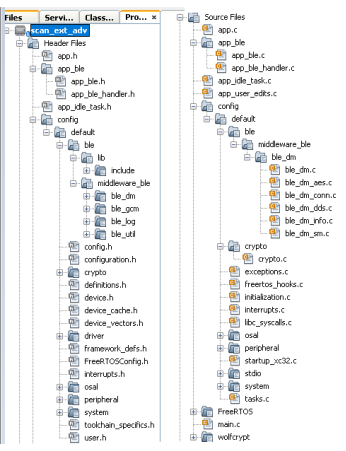 Files
Servi...
Class...
Pro... ×
scan_ext_adv
Header Files
app.h
app_ble
app_ble.h
app_ble_handler.h
app_idle_task.h
config
default
ble
lib
include
middleware_ble
ble_dm
ble_gcm
ble_log
ble_util
config.h
configuration.h
crypto
definitions.h
device.h
device_cache.h
device_vectors.h
driver
framework_defs.h
FreeRTOSConfig.h
interrupts.h
osal
peripheral
system
toolchain_specifics.h
user.h
Source Files
app.c
app_ble
app_ble.c
app_ble_handler.c
app_idle_task.c
app_user_edits.c
config
default
ble
middleware_ble
ble_dm
ble_dm.c
ble_dm_aes.c
ble_dm_conn.c
ble_dm_dds.c
ble_dm_info.c
ble_dm_sm.c
crypto
crypto.c
exceptions.c
freertos_hooks.c
initialization.c
interrupts.c
libc_syscalls.c
osal
peripheral
startup_xc32.c
stdio
system
tasks.c
FreeRTOS
main.c
wolfcrypt